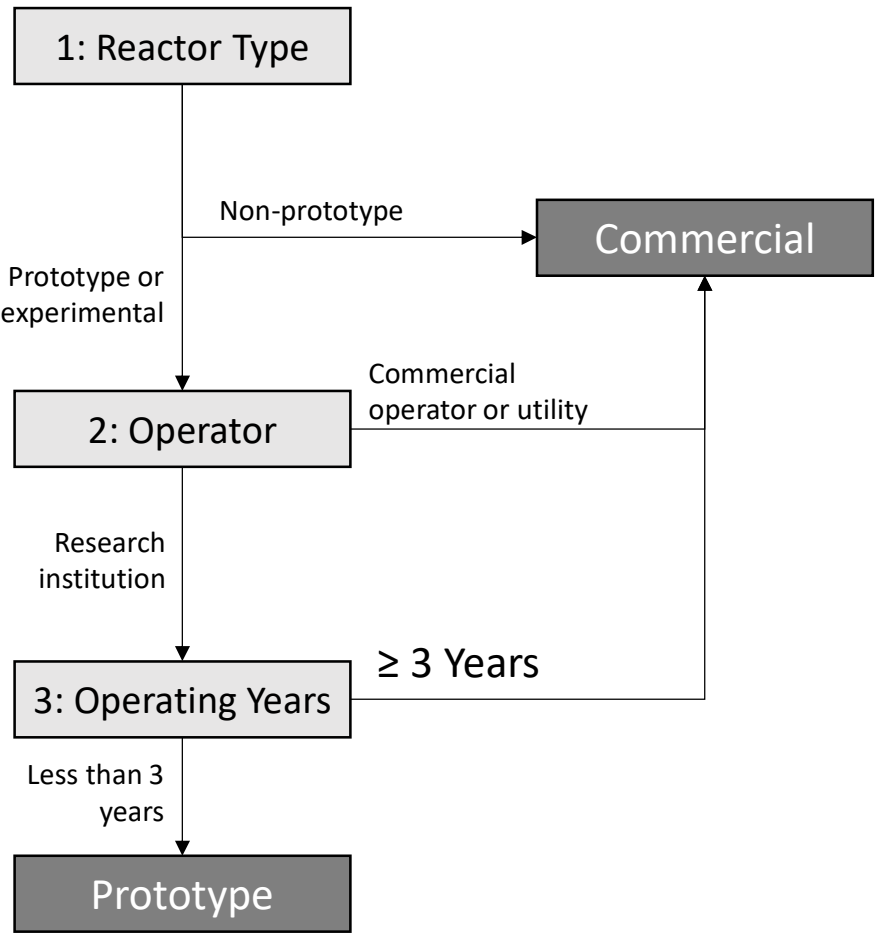 1: Reactor Type
Non-prototype
Commercial
Prototype or
experimental
Commercial
operator or utility
2: Operator
Research
institution
≥ 3 Years
3: Operating Years
Less than 3
years
Prototype